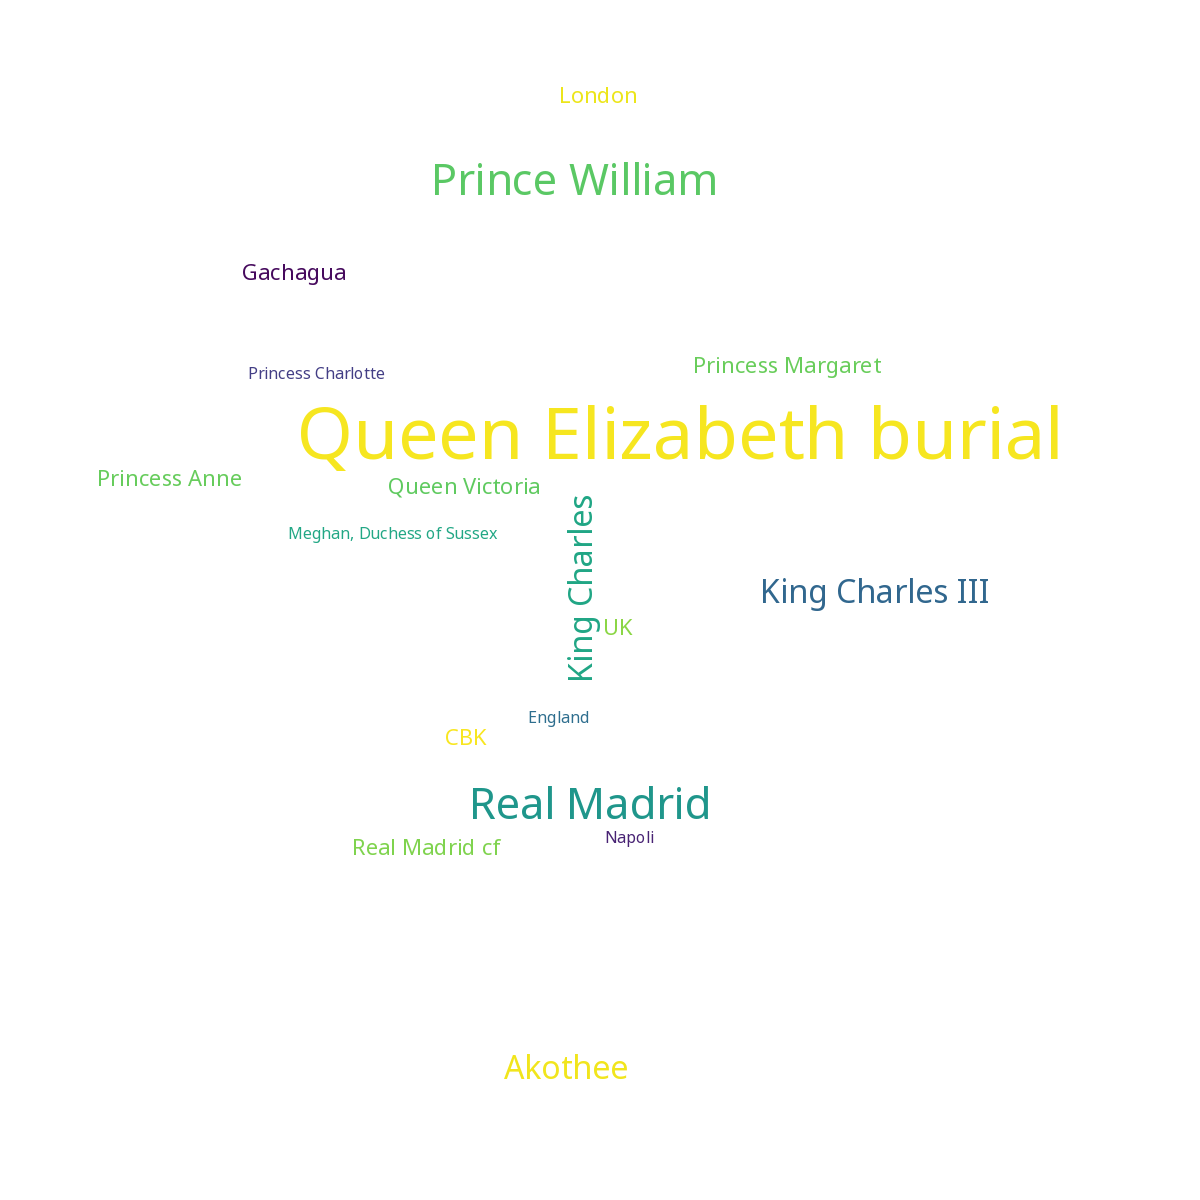 London
Prince William
Gachagua
Princess Margaret
Princess Charlotte
Queen Elizabeth burial
Princess Anne
Queen Victoria
Meghan, Duchess of Sussex
King Charles
King Charles III
UK
England
CBK
Real Madrid
Napoli
Real Madrid cf
Akothee